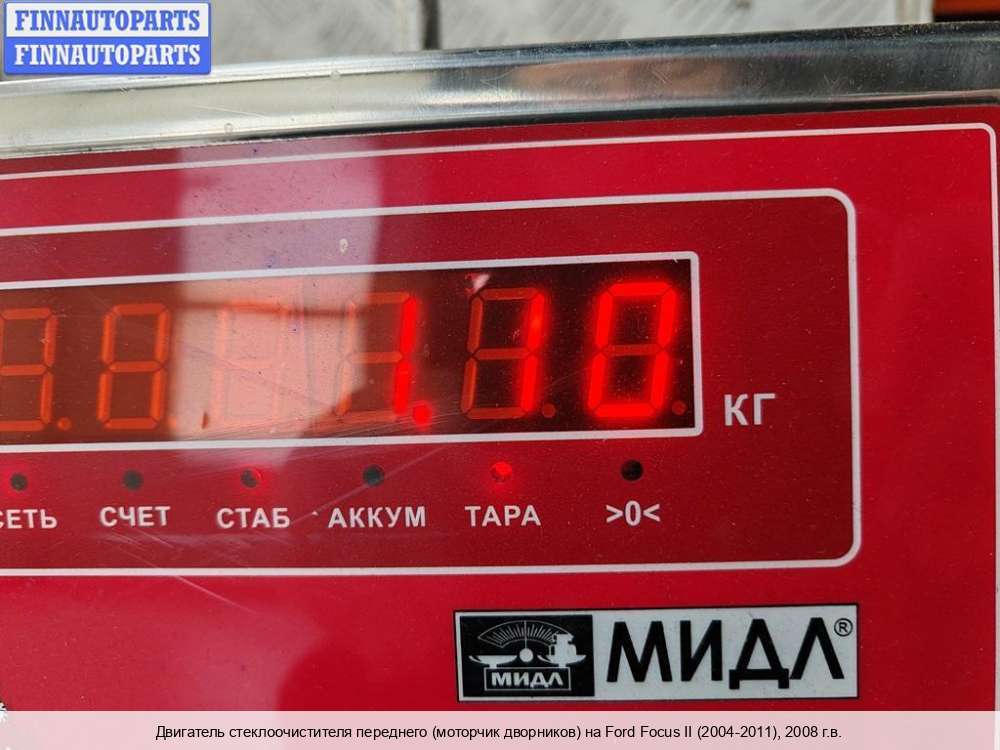 FINNAUTOPARTS
FINNAUTOPARTS
1.10
КГ
СЕТЬ СЧЕТ СТАБ АККУМ ТАРА >0<
МИДЛ МИДЛ®
Двигатель стеклоочистителя переднего (моторчик дворников) на Ford Focus II (2004-2011), 2008 г.в.